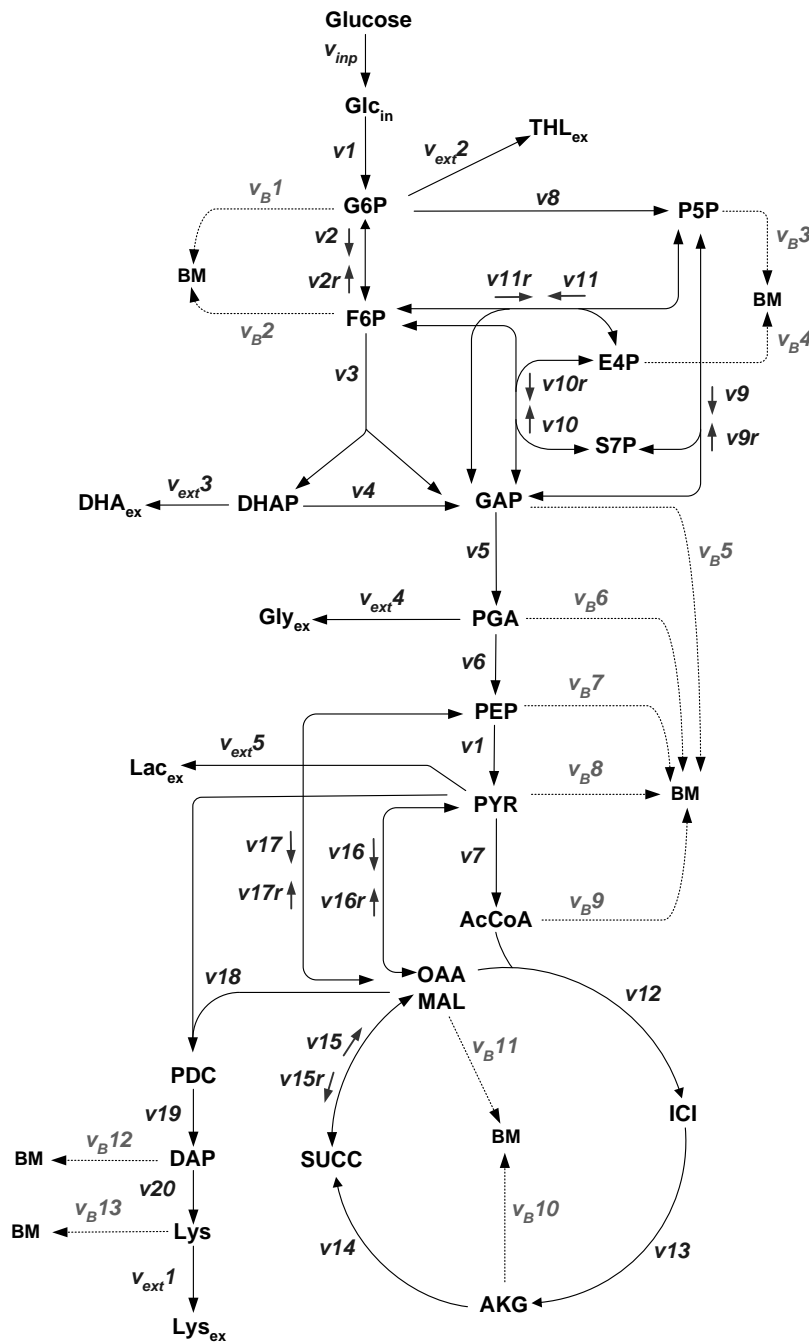 Glucose
v_inp
Glc_in
v1
v_ext2
THL_ex
v_B1
G6P
v8
P5P
v2
v_B3
BM
v2r
v11r
v11
BM
v_B2
F6P
v_B4
E4P
v3
v10r
v9
v10
S7P
v9r
DHA_ex
v_ext3
DHAP
v4
GAP
v5
v_B5
Gly_ex
v_ext4
PGA
v_B6
v6
PEP
v_B7
v1
v_ext5
Lac_ex
v_B8
PYR
BM
v17
v16
v7
v17r
v16r
AcCoA
v_B9
v18
OAA
MAL
v12
v15
v_B11
v15r
PDC
ICI
v19
BM
v_B12
DAP
SUCC
BM
v20
v_B13
BM
Lys
v_B10
v14
v13
v_ext1
AKG
Lys_ex